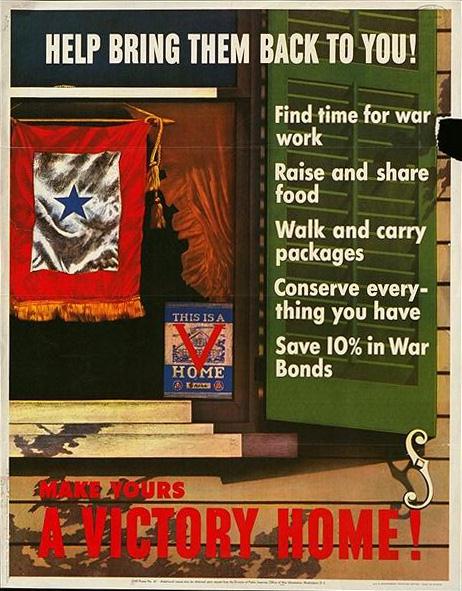 HELP BRING THEM BACK TO YOU!
Find time for war
work
Raise and share
food
Walk and carry
packages
Conserve every-
thing you have
Save 10% in War
Bonds
THIS IS A
V
HOME
MAKE YOURS
A VICTORY HOME!